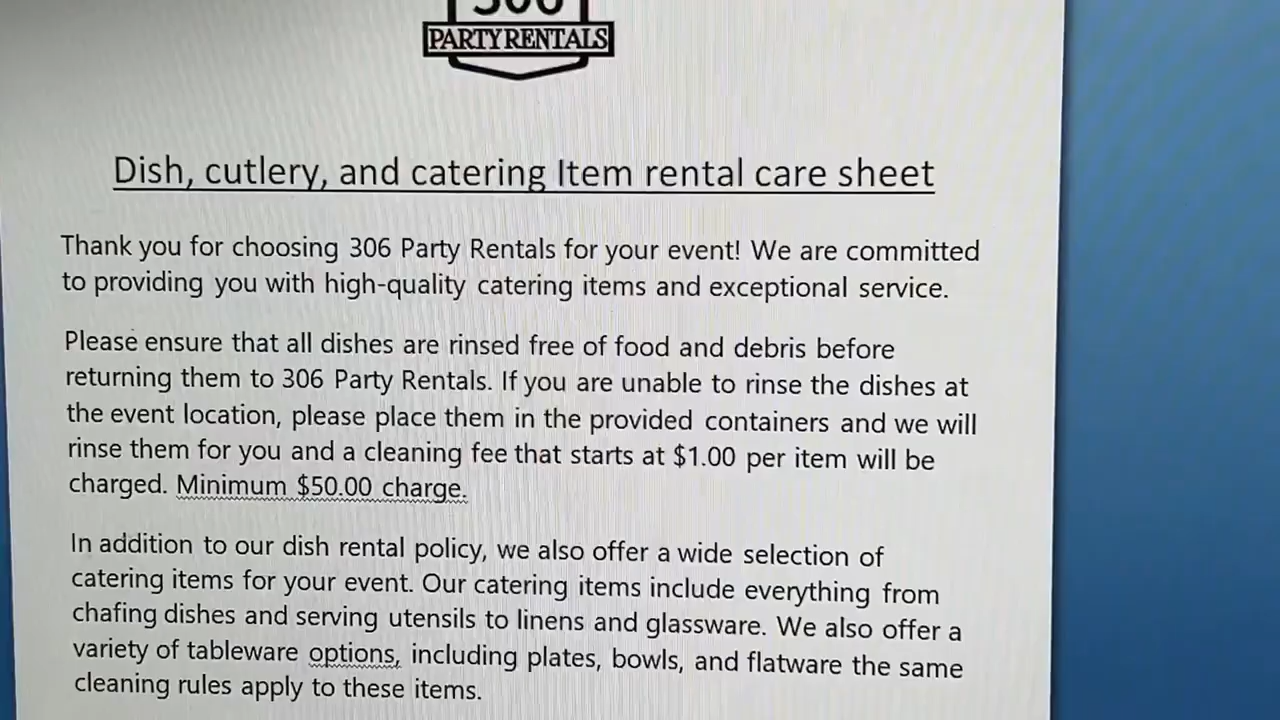 306
PARTYRENTALS
Dish, cutlery, and catering Item rental care sheet
Thank you for choosing 306 Party Rentals for your event! We are committed
to providing you with high-quality catering items and exceptional service.
Please ensure that all dishes are rinsed free of food and debris before
returning them to 306 Party Rentals. If you are unable to rinse the dishes at
the event location, please place them in the provided containers and we will
rinse them for you and a cleaning fee that starts at $1.00 per item will be
charged. Minimum $50.00 charge.
In addition to our dish rental policy, we also offer a wide selection of
catering items for your event. Our catering items include everything from
chafing dishes and serving utensils to linens and glassware. We also offer a
variety of tableware options, including plates, bowls, and flatware the same
cleaning rules apply to these items.